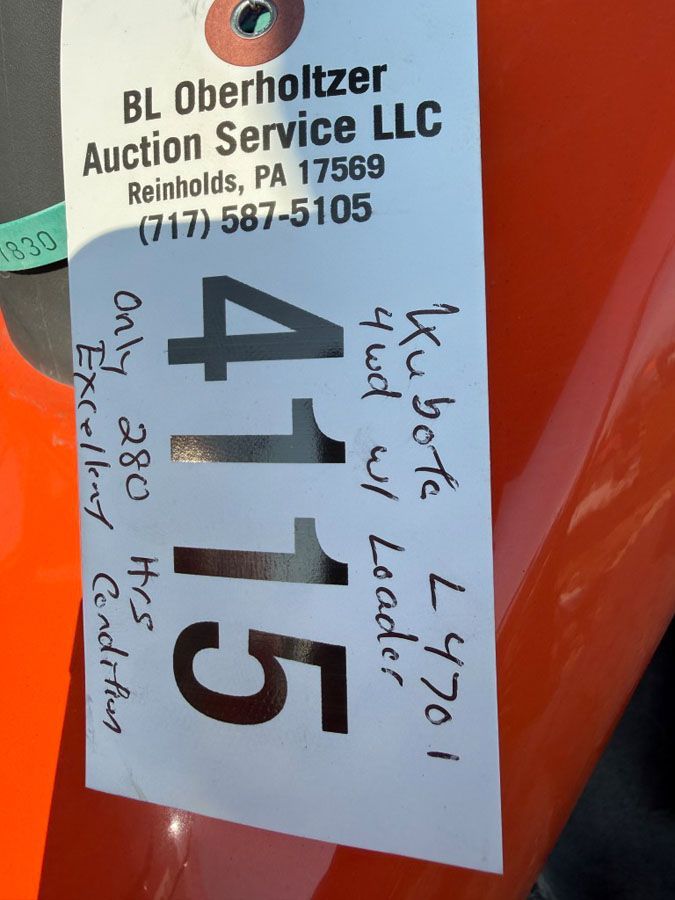 BL Oberholtzer
Auction Service LLC
Reinholds, PA 17569
(717) 587-5105
1830
Kubota L4701
4wd w/ Loader
4115
only 280 Hrs
Excellent Condition